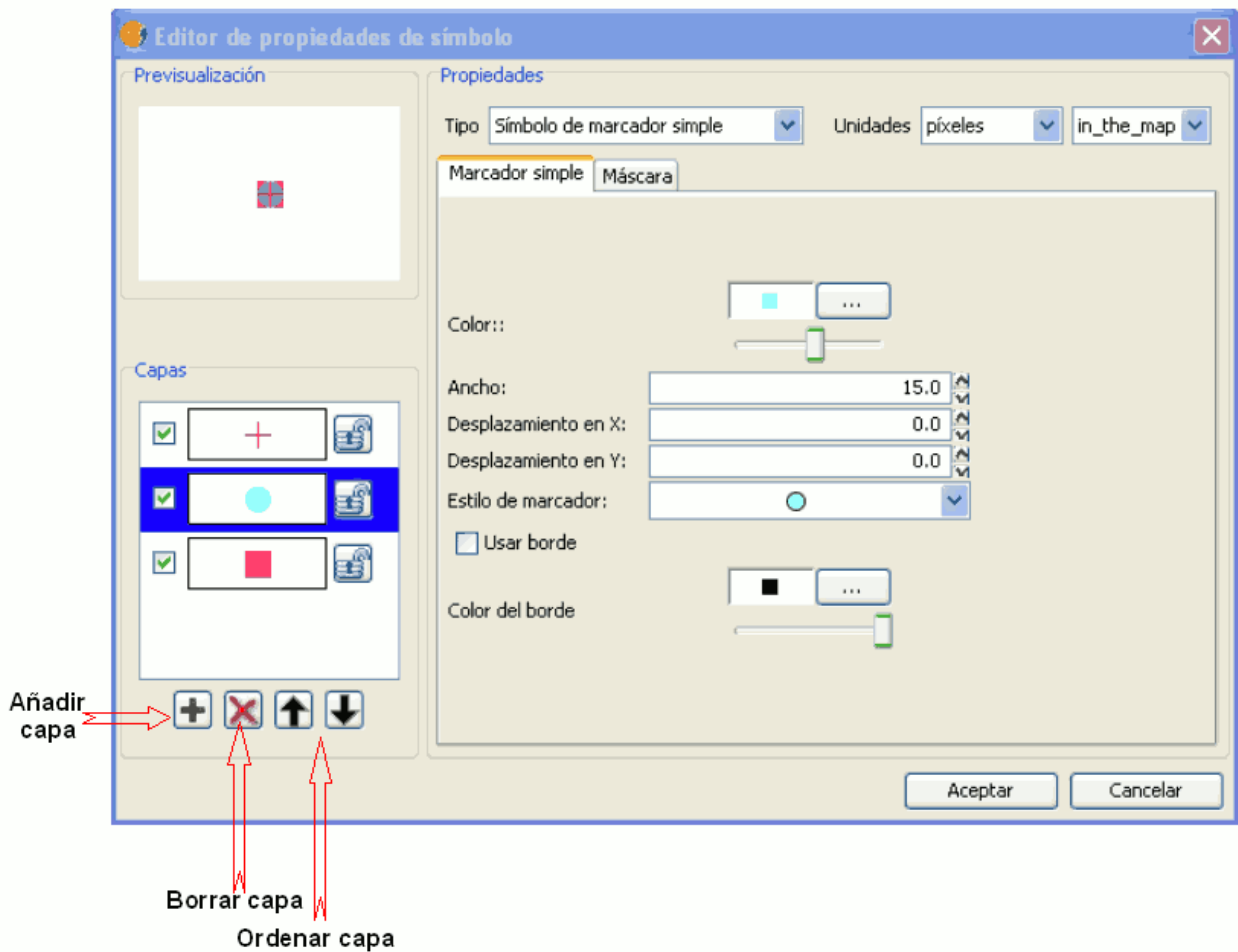 Editor de propiedades de símbolo
Previsualización
Propiedades
Tipo Símbolo de marcador simple Unidades píxeles in_the_map
Marcador simple Máscara
...
Color::
Capas
Ancho: 15.0
Desplazamiento en X: 0.0
Desplazamiento en Y: 0.0
Estilo de marcador:
Usar borde
...
Color del borde
Añadir
capa
Aceptar Cancelar
Borrar capa
Ordenar capa